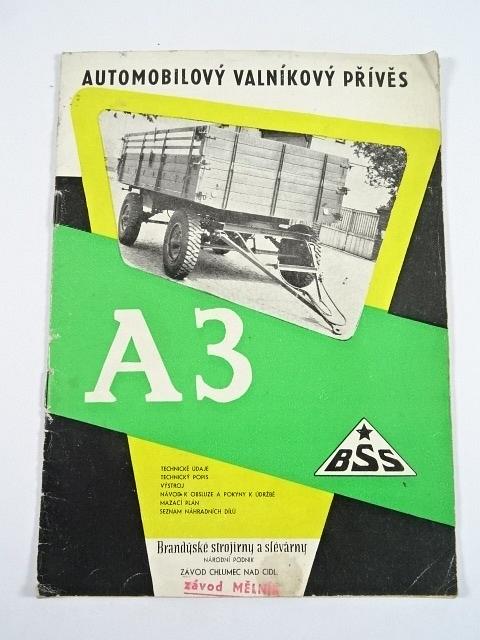 AUTOMOBILOVÝ VALNÍKOVÝ PŘÍVĚS
A3
BSS
TECHNICKÉ ÚDAJE
TECHNICKÝ POPIS
VÝSTROJ
NÁVOD K OBSLUZE A POKYNY K ÚDRŽBĚ
MAZACÍ PLÁN
SEZNAM NÁHRADNÍCH DÍLŮ
Brandýské strojírny a slévárny
NÁRODNÍ PODNIK
ZÁVOD CHLUMEC NAD CIDL.
závod MĚLNÍK